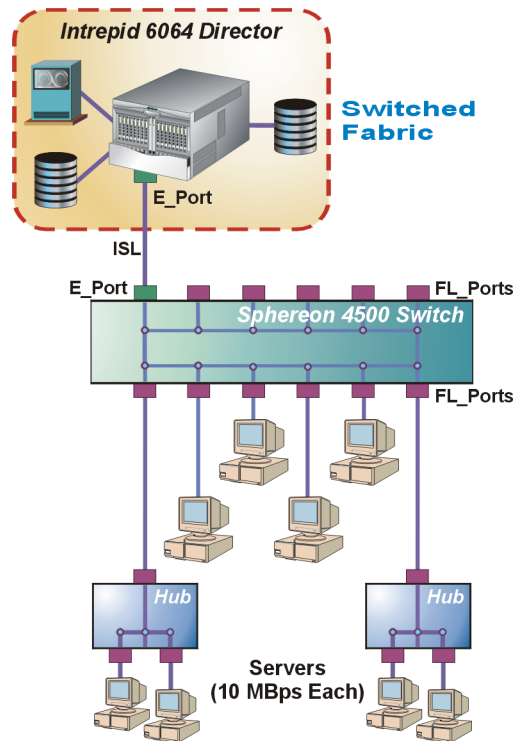 Intrepid 6064 Director
Switched
Fabric
E_Port
ISL
E_Port
FL_Ports
Sphereon 4500 Switch
FL_Ports
Hub
Hub
Servers
(10 MBps Each)